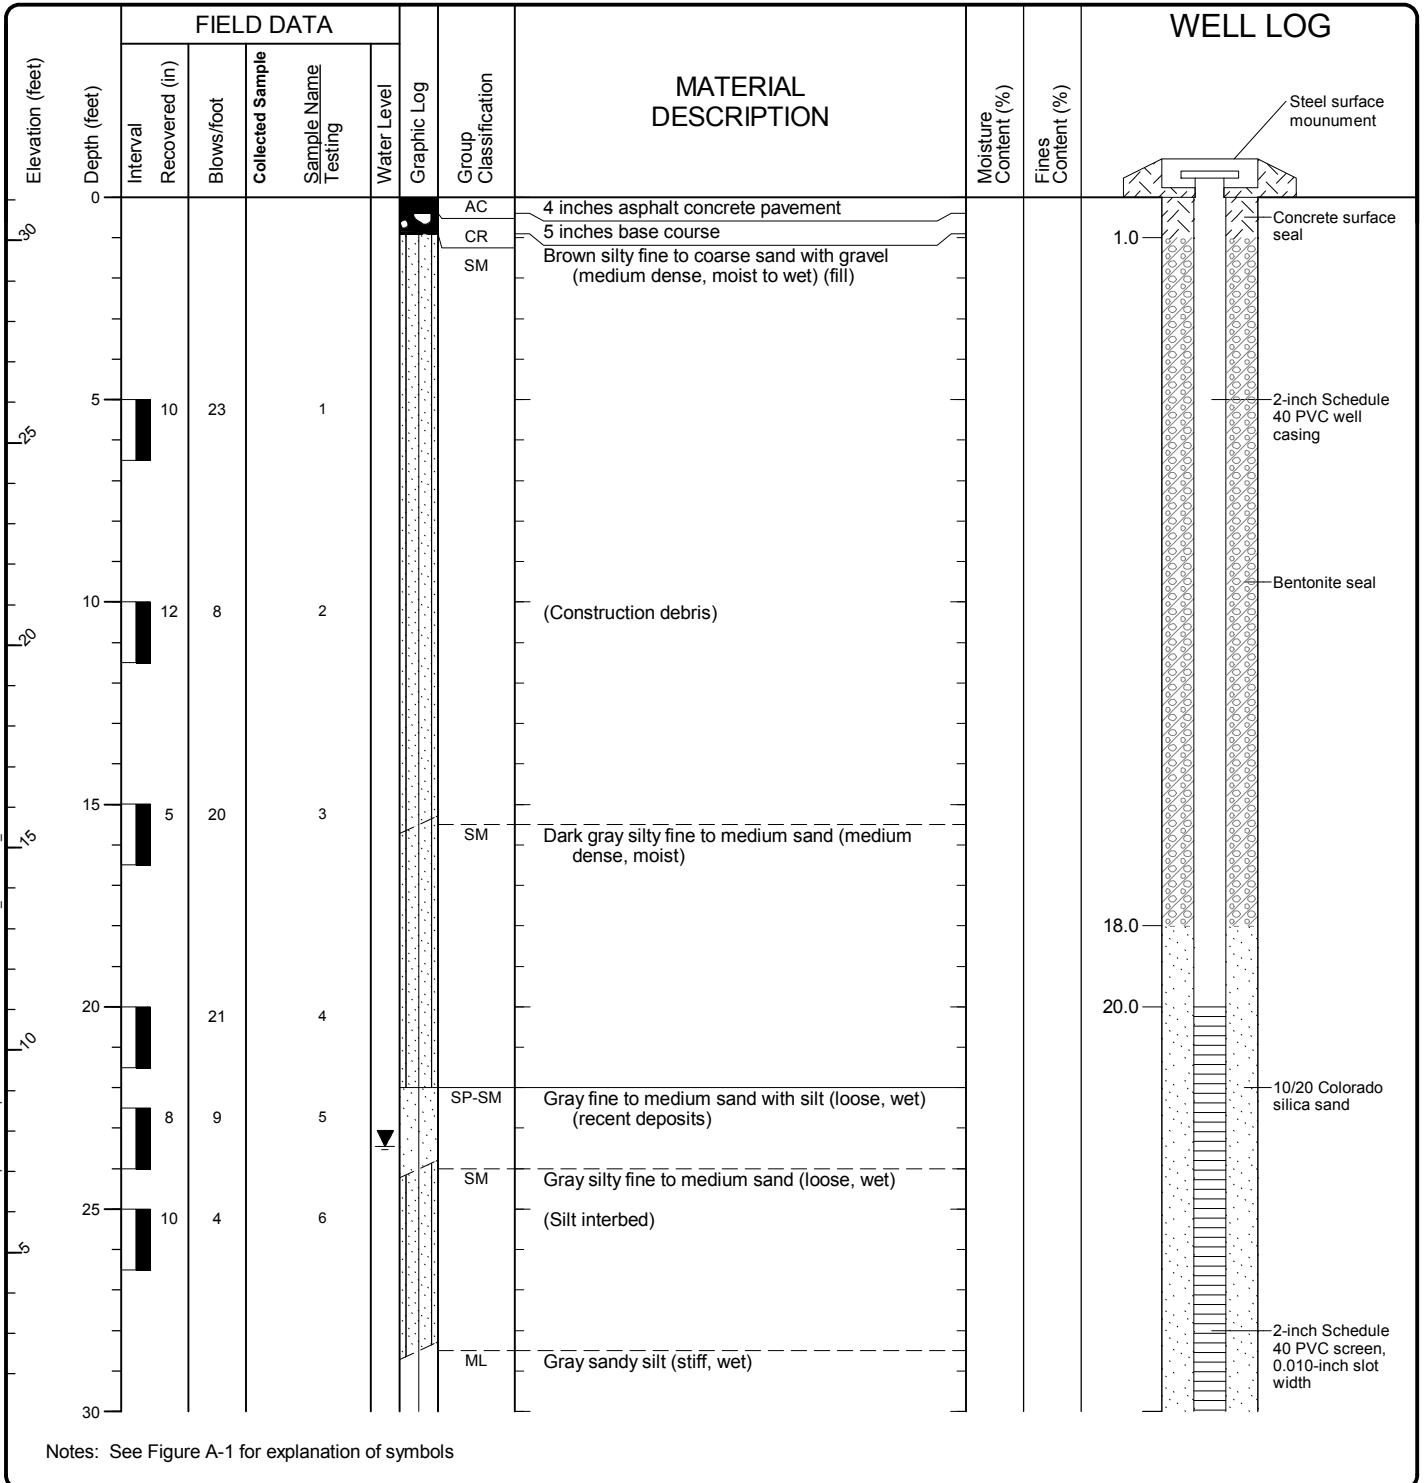 FIELD DATA
WELL LOG
Elevation (feet)
Depth (feet)
Interval
Recovered (in)
Blows/foot
Collected Sample
Sample Name
Testing
Water Level
Graphic Log
Group
Classification
MATERIAL
DESCRIPTION
Moisture
Content (%)
Fines
Content (%)
Steel surface
mounument
0
AC
4 inches asphalt concrete pavement
Concrete surface
seal
30
CR
5 inches base course
1.0
SM
Brown silty fine to coarse sand with gravel
(medium dense, moist to wet) (fill)
5
10
23
1
2-inch Schedule
40 PVC well
casing
25
Bentonite seal
10
12
8
2
(Construction debris)
20
15
5
20
3
15
SM
Dark gray silty fine to medium sand (medium
dense, moist)
18.0
20
21
4
20.0
10
SP-SM
Gray fine to medium sand with silt (loose, wet)
(recent deposits)
10/20 Colorado
silica sand
8
9
5
SM
Gray silty fine to medium sand (loose, wet)
25
10
4
6
(Silt interbed)
5
2-inch Schedule
40 PVC screen,
0.010-inch slot
width
ML
Gray sandy silt (stiff, wet)
30
Notes: See Figure A-1 for explanation of symbols